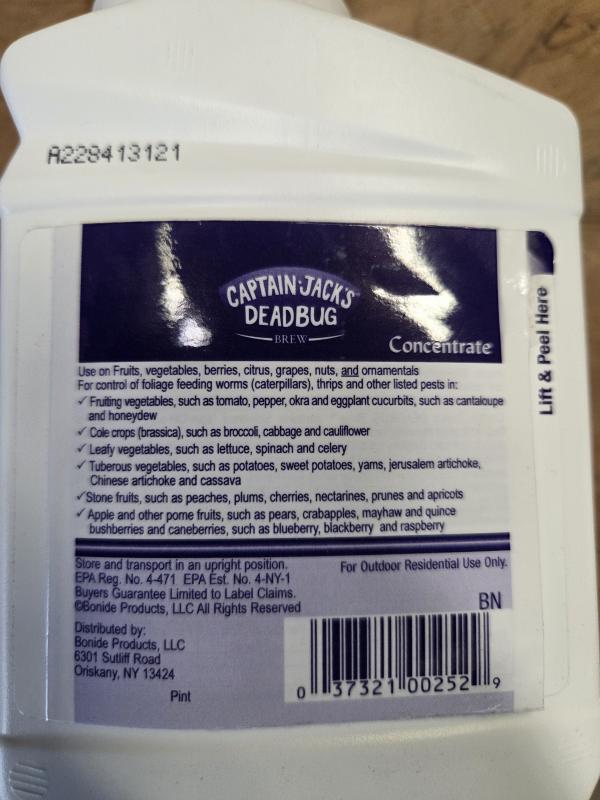 A228413121
CAPTAIN JACK'S
DEADBUG
BREW
Concentrate
Lift & Peel Here
Use on Fruits, vegetables, berries, citrus, grapes, nuts, and ornamentals
For control of foliage feeding worms (caterpillars), thrips and other listed pests in:
✓ Fruiting vegetables, such as tomato, pepper, okra and eggplant cucurbits, such as cantaloupe
and honeydew
✓ Cole crops (brassica), such as broccoli, cabbage and cauliflower
✓ Leafy vegetables, such as lettuce, spinach and celery
✓ Tuberous vegetables, such as potatoes, sweet potatoes, yams, jerusalem artichoke,
Chinese artichoke and cassava
✓ Stone fruits, such as peaches, plums, cherries, nectarines, prunes and apricots
✓ Apple and other pome fruits, such as pears, crabapples, mayhaw and quince
bushberries and caneberries, such as blueberry, blackberry and raspberry
Store and transport in an upright position.
EPA Reg. No. 4-471 EPA Est. No. 4-NY-1
Buyers Guarantee Limited to Label Claims.
©Bonide Products, LLC All Rights Reserved
For Outdoor Residential Use Only.
BN
Distributed by:
Bonide Products, LLC
6301 Sutliff Road
Oriskany, NY 13424
Pint
0 37321 00252 9